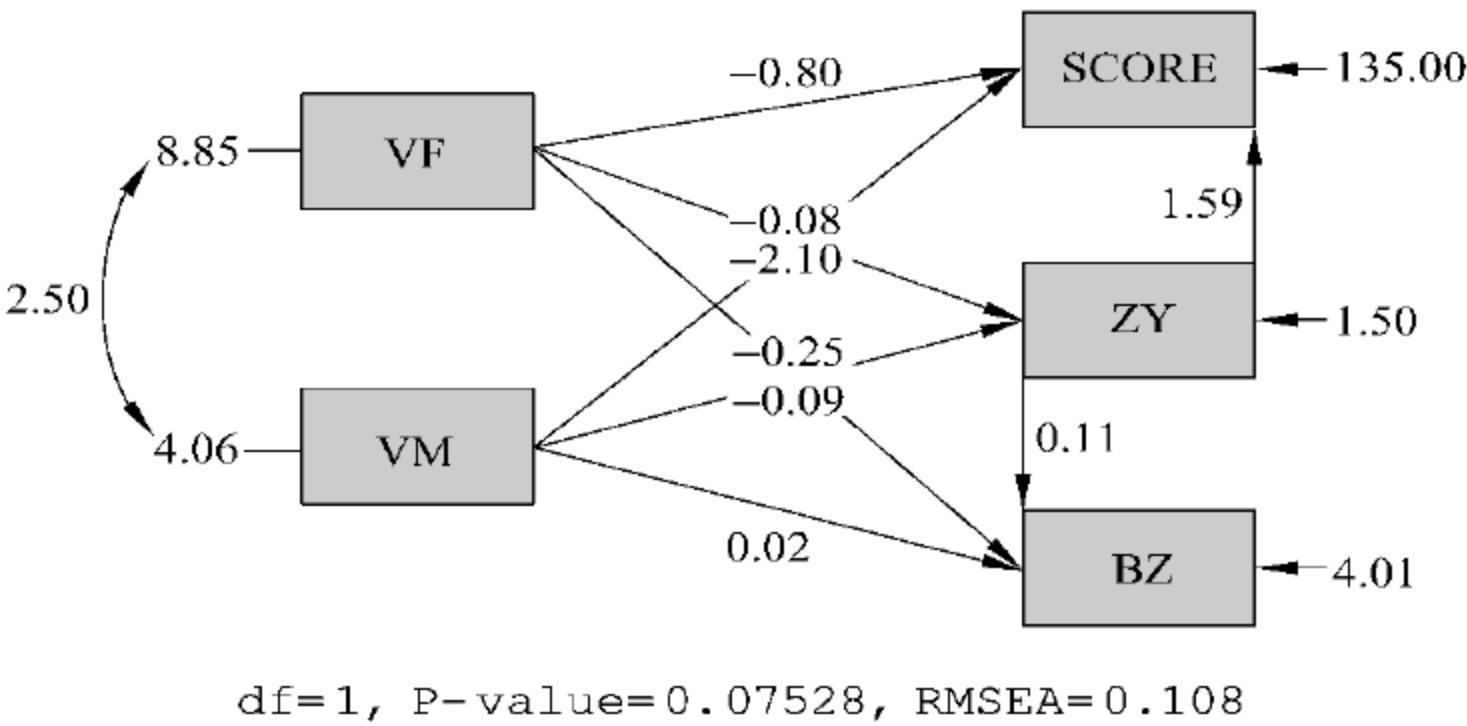 −0.80
SCORE
135.00
8.85
VF
−0.08
1.59
−2.10
2.50
ZY
1.50
−0.25
−0.09
4.06
VM
0.11
0.02
BZ
4.01
df=1, P-value=0.07528, RMSEA=0.108